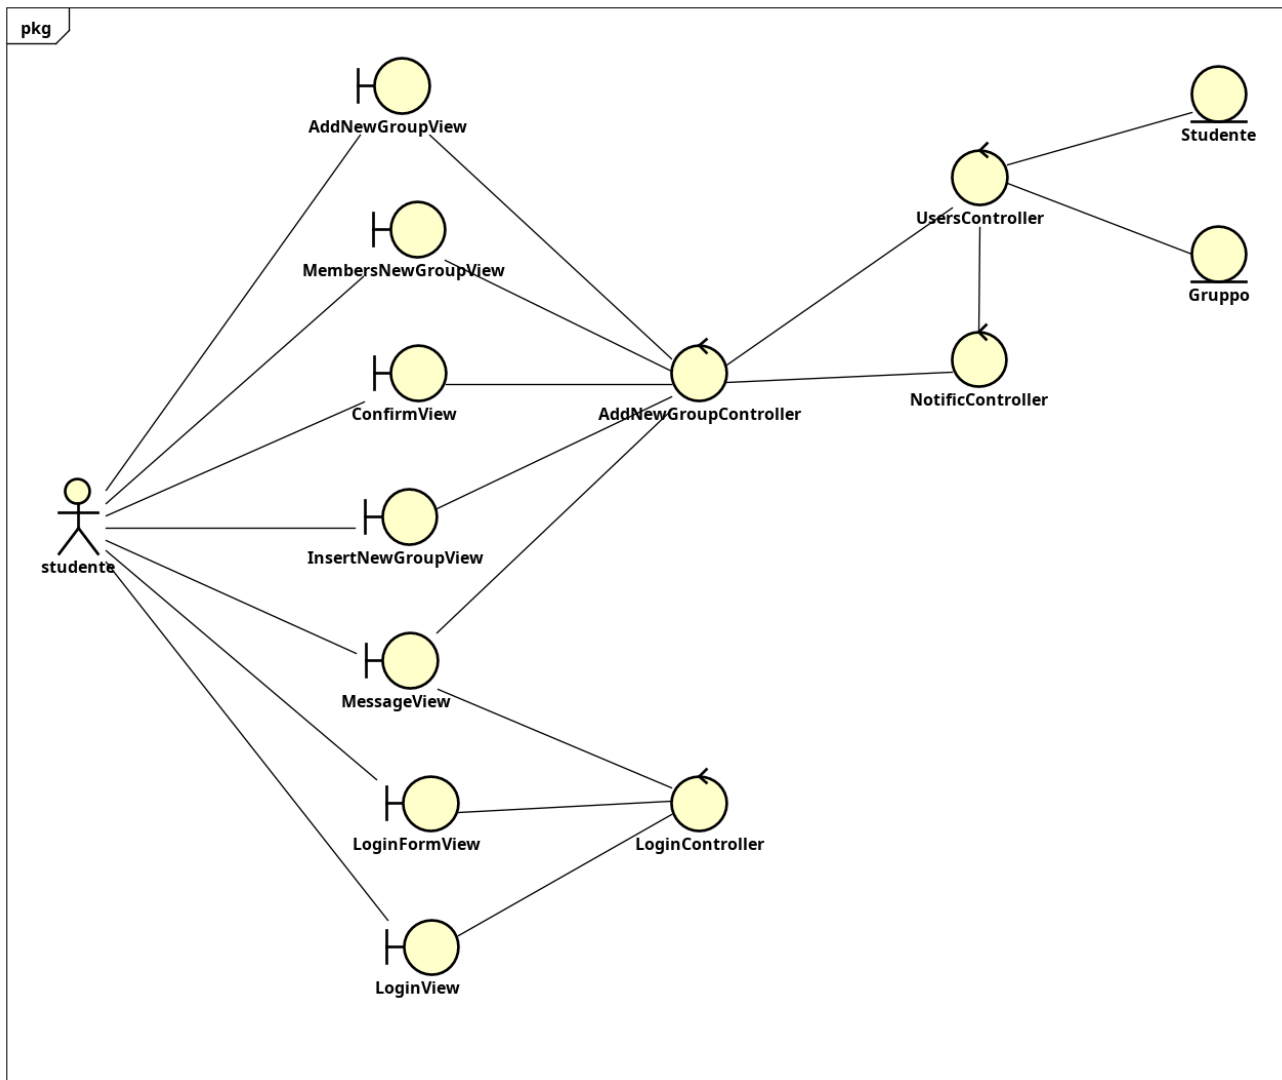 pkg
AddNewGroupView
Studente
UsersController
MembersNewGroupView
Gruppo
NotificController
ConfirmView
AddNewGroupController
InsertNewGroupView
studente
MessageView
LoginFormView
LoginController
LoginView